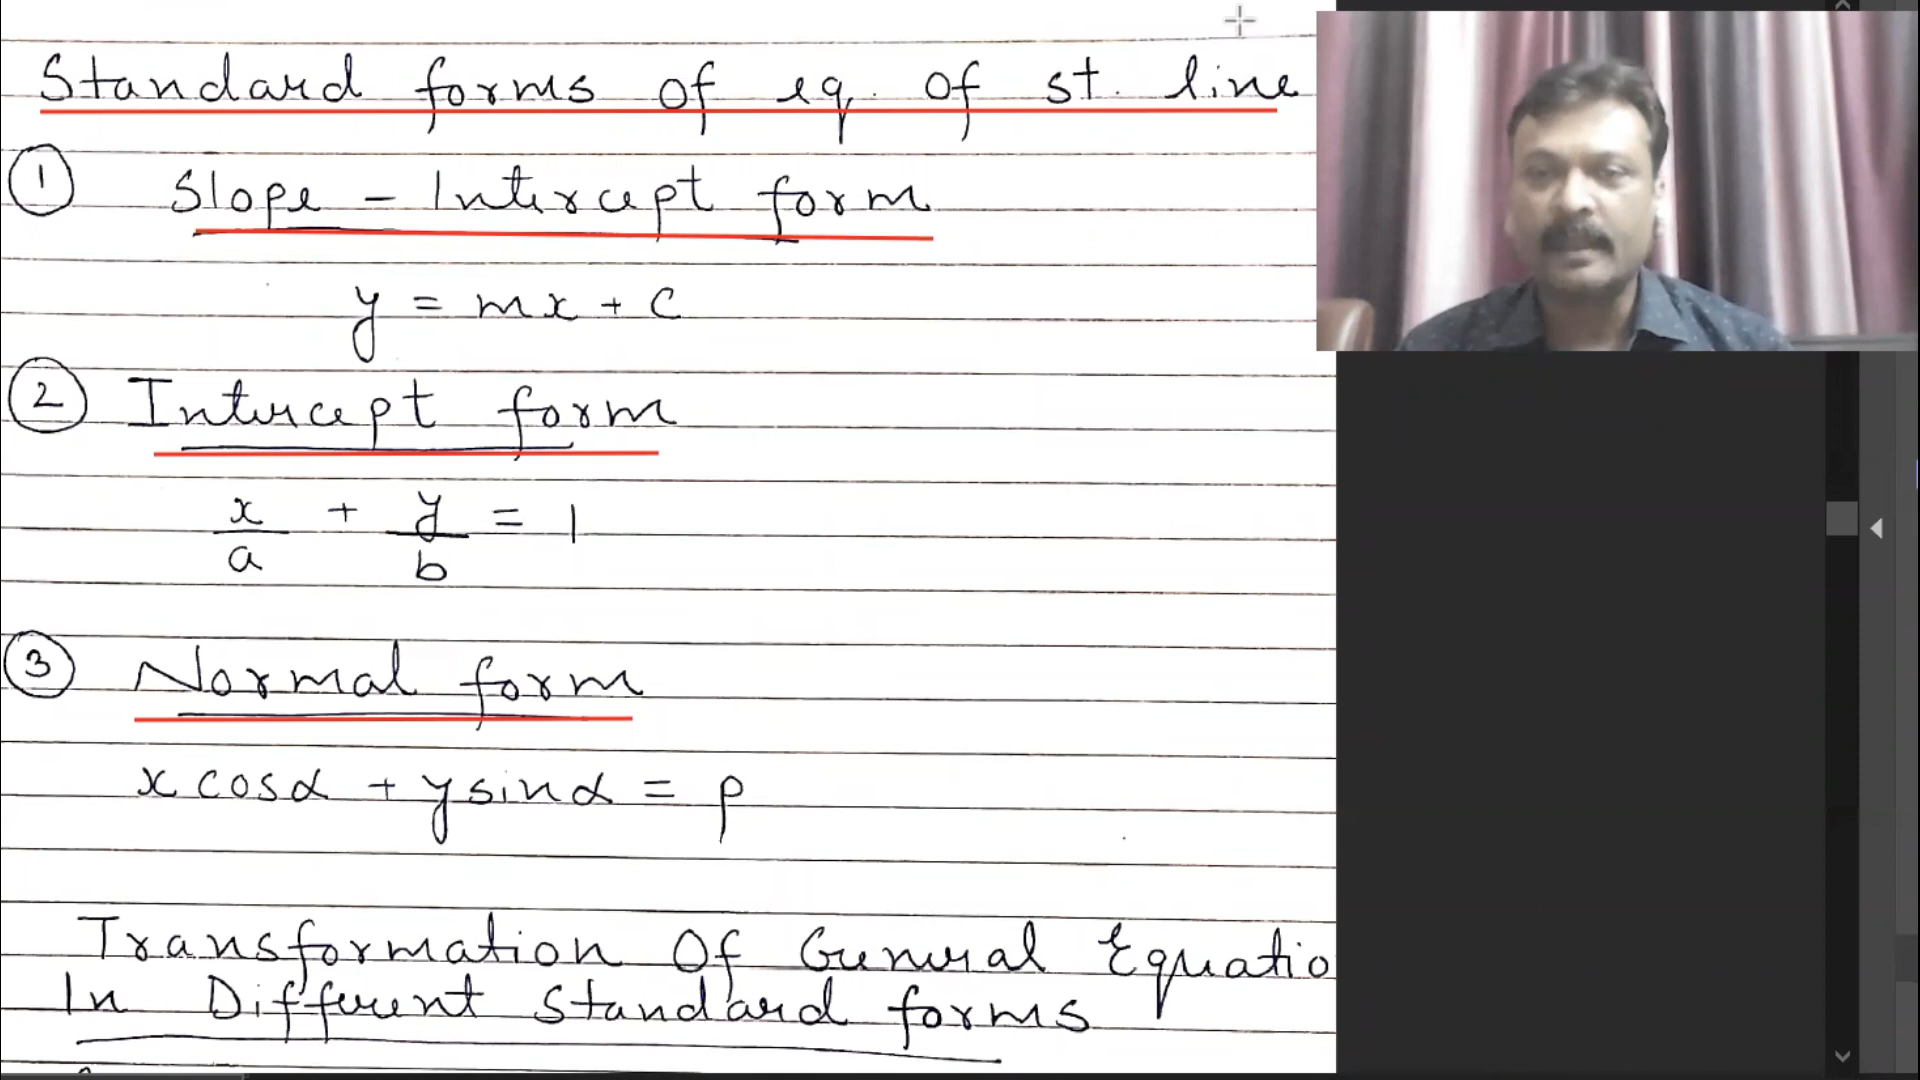 Standard forms of eq. of st. line
1 Slope - Intercept form
y = mx + c
2 Intercept form
x/a + y/b = 1
3 Normal form
x cosα + y sinα = p
Transformation Of General Equatio
In Different Standard forms